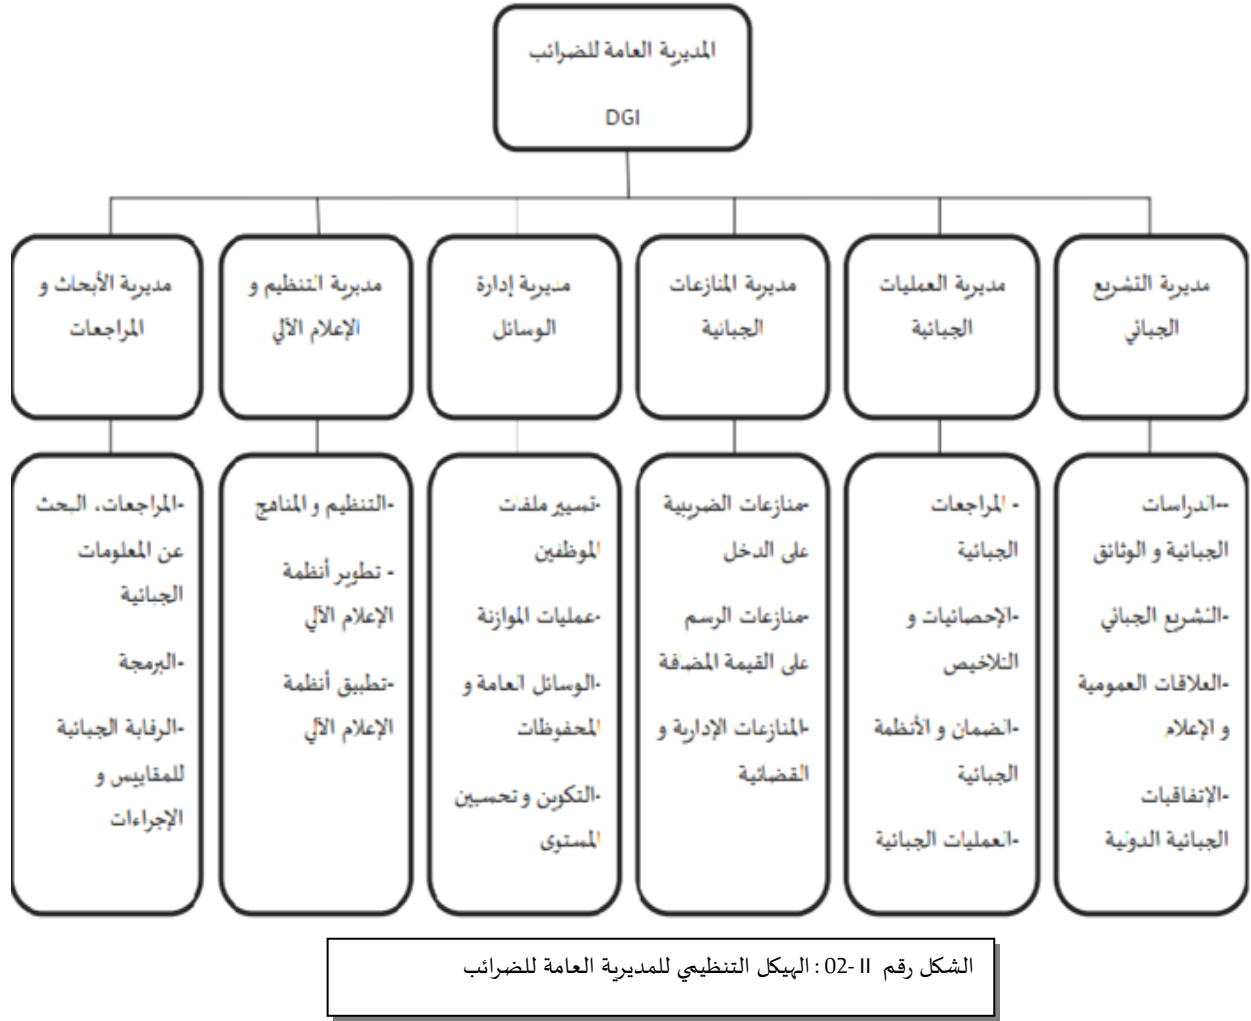 المديرية العامة للضرائب
DGI
مديرية التشريع
الجبائي
مديرية العمليات
الجبائية
مديرية المنازعات
الجبائية
مديرية إدارة
الوسائل
مديرية التنظيم و
الإعلام الآلي
مديرية الأبحاث و
المراجعات
--الدراسات
الجبائية و الوثائق
-التشريع الجبائي
-العلاقات العمومية
و الإعلام
-الإتفاقيات
الجبائية الدولية
- المراجعات
الجبائية
-الإحصائيات و
التلاخيص
-الضمان و الأنظمة
الجبائية
-العمليات الجبائية
-منازعات الضريبية
على الدخل
-منازعات الرسم
على القيمة المضافة
-المنازعات الإدارية و
القضائية
-تسيير ملفات
الموظفين
-عمليات الموازنة
-الوسائل العامة و
المحفوظات
-التكوين و تحسين
المستوى
-التنظيم و المناهج
- تطوير أنظمة
الإعلام الآلي
-تطبيق أنظمة
الإعلام الآلي
-المراجعات، البحث
عن المعلومات
الجبائية
-البرمجة
-الرقابة الجبائية
للمقاييس و
الإجراءات
الشكل رقم II -02 : الهيكل التنظيمي للمديرية العامة للضرائب